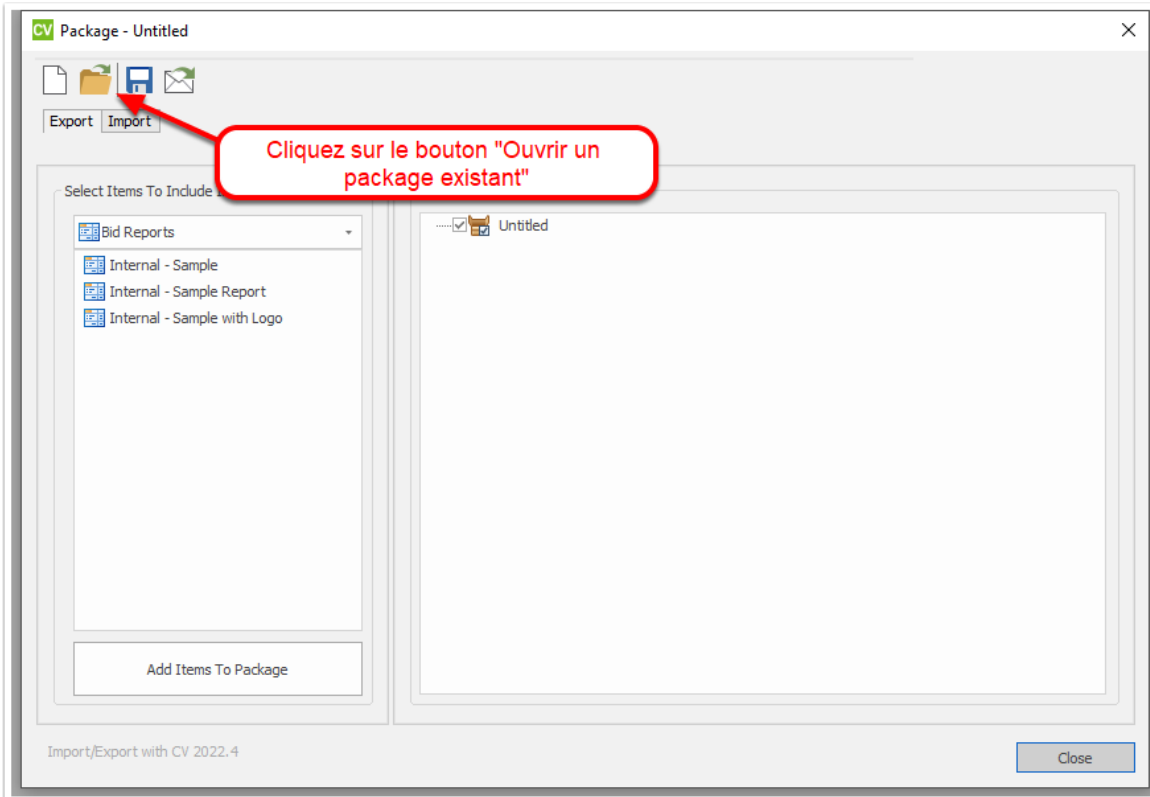 CV Package - Untitled
Export Import
Cliquez sur le bouton "Ouvrir un
package existant"
Select Items To Include
Bid Reports
Internal - Sample
Internal - Sample Report
Internal - Sample with Logo
Untitled
Add Items To Package
Import/Export with CV 2022.4
Close